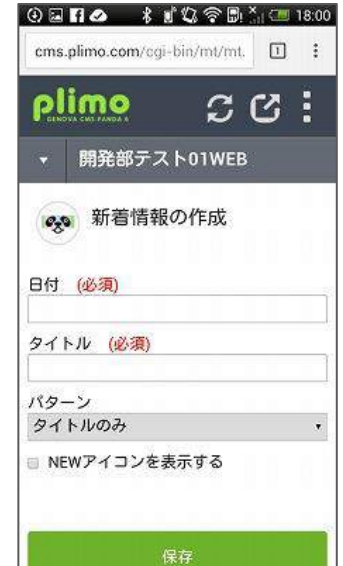 18:00
cms.plimo.com/cgi-bin/mt/mt.
1
plimo
GENOVA CMS PANDA 6
開発部テスト01WEB
新着情報の作成
日付 (必須)
タイトル (必須)
パターン
タイトルのみ
NEWアイコンを表示する
保存